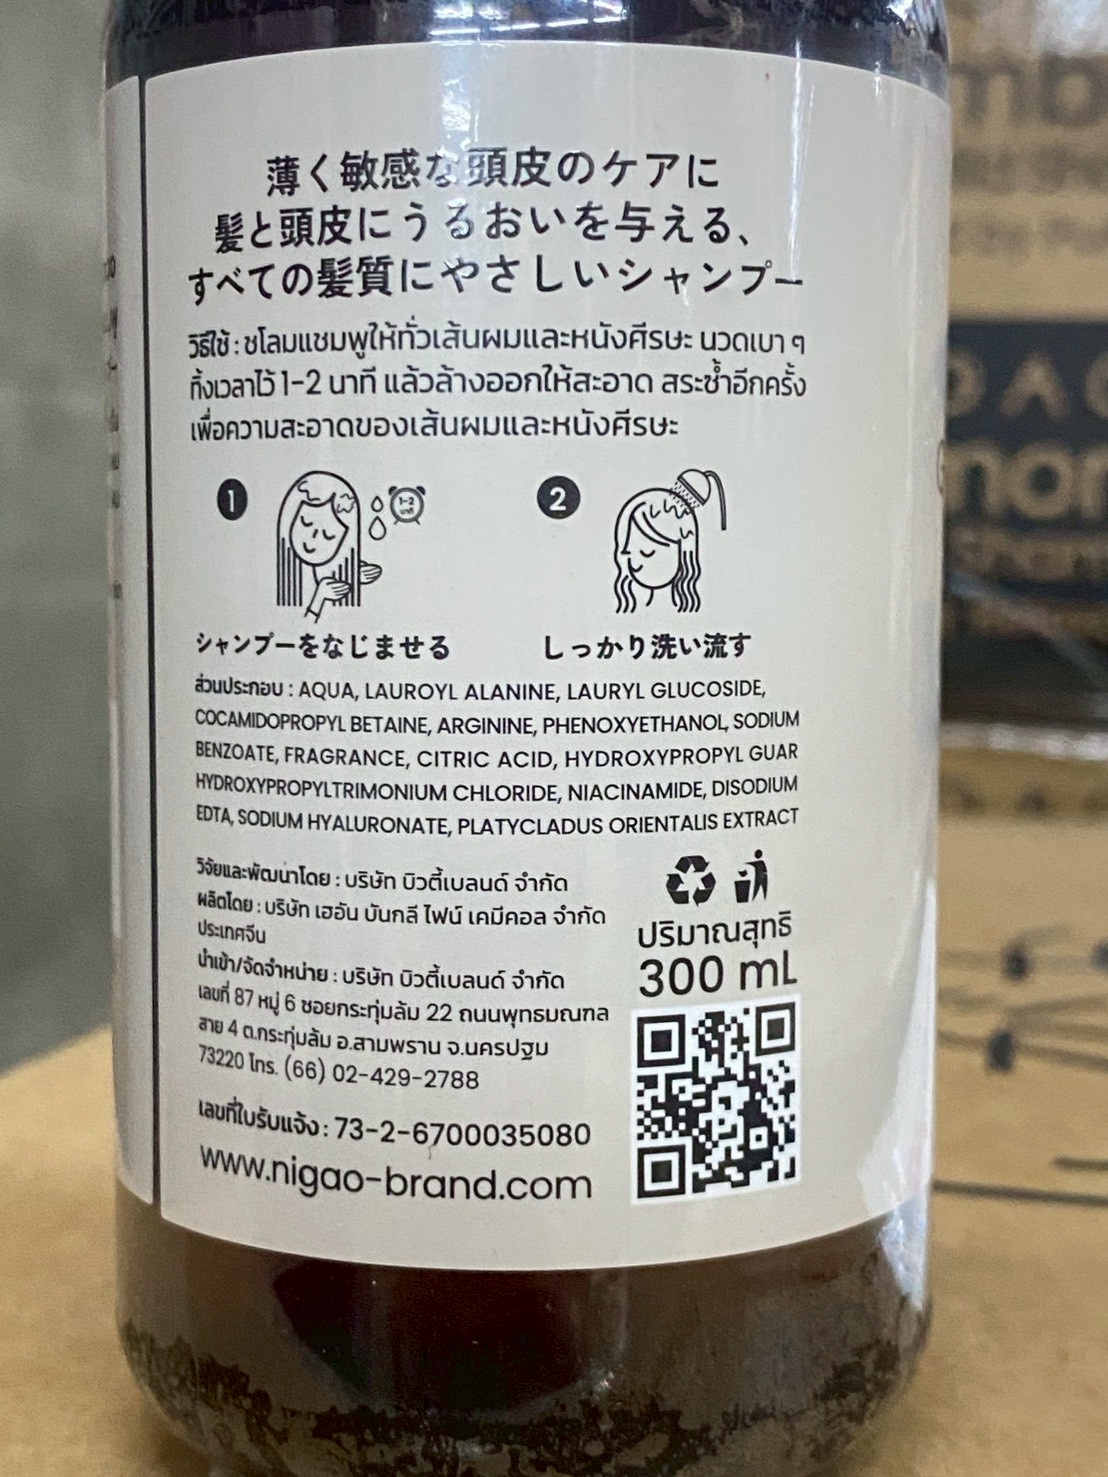 薄く敏感な頭皮のケアに
髪と頭皮にうるおいを与える、
すべての髪質にやさしいシャンプー
วิธีใช้ : ชโลมแชมพูให้ทั่วเส้นผมและหนังศีรษะ นวดเบา ๆ
ทิ้งเวลาไว้ 1-2 นาที แล้วล้างออกให้สะอาด สระซ้ำอีกครั้ง
เพื่อความสะอาดของเส้นผมและหนังศีรษะ
1
1-2
นาที
2
シャンプーをなじませる
しっかり洗い流す
ส่วนประกอบ : AQUA, LAUROYL ALANINE, LAURYL GLUCOSIDE,
COCAMIDOPROPYL BETAINE, ARGININE, PHENOXYETHANOL, SODIUM
BENZOATE, FRAGRANCE, CITRIC ACID, HYDROXYPROPYL GUAR
HYDROXYPROPYLTRIMONIUM CHLORIDE, NIACINAMIDE, DISODIUM
EDTA, SODIUM HYALURONATE, PLATYCLADUS ORIENTALIS EXTRACT
วิจัยและพัฒนาโดย : บริษัท บิวตี้เบลนด์ จำกัด
ผลิตโดย : บริษัท เฮอัน บันกลี ไฟน์ เคมีคอล จำกัด
ประเทศจีน
นำเข้า/จัดจำหน่าย : บริษัท บิวตี้เบลนด์ จำกัด
เลขที่ 87 หมู่ 6 ซอยกระทุ่มล้ม 22 ถนนพุทธมณฑล
สาย 4 ต.กระทุ่มล้ม อ.สามพราน จ.นครปฐม
73220 โทร. (66) 02-429-2788
เลขที่ใบรับแจ้ง : 73-2-6700035080
www.nigao-brand.com
ปริมาณสุทธิ
300 mL